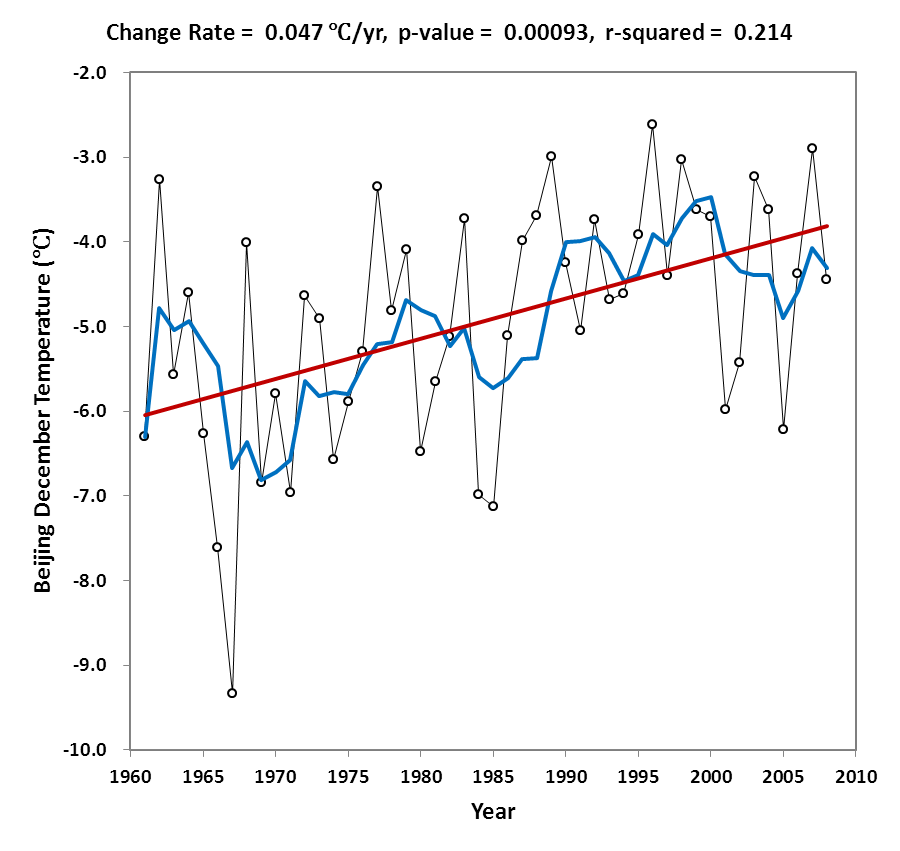 Change Rate = 0.047 ℃/yr, p-value = 0.00093, r-squared = 0.214
-2.0
-3.0
-4.0
-5.0
-6.0
-7.0
-8.0
-9.0
-10.0
Beijing December Temperature (℃)
1960 1965 1970 1975 1980 1985 1990 1995 2000 2005 2010
Year